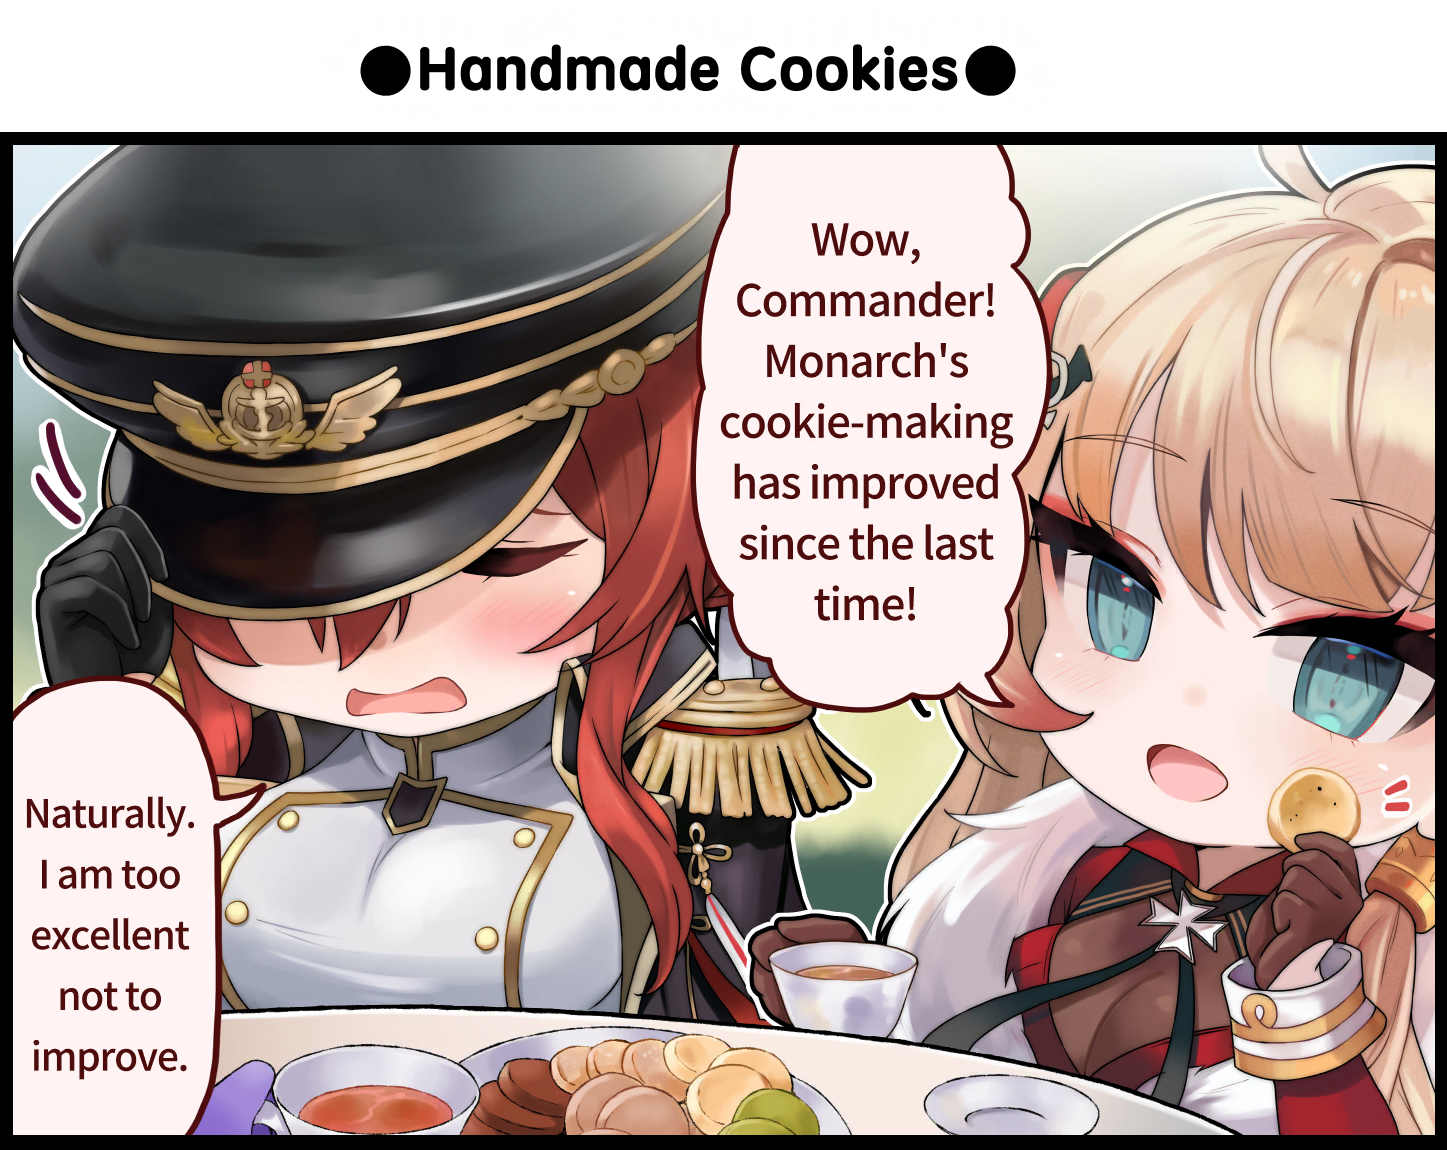 ●Handmade Cookies●
Wow,
Commander!
Monarch's
cookie-making
has improved
since the last
time!
Naturally.
I am too
excellent
not to
improve.